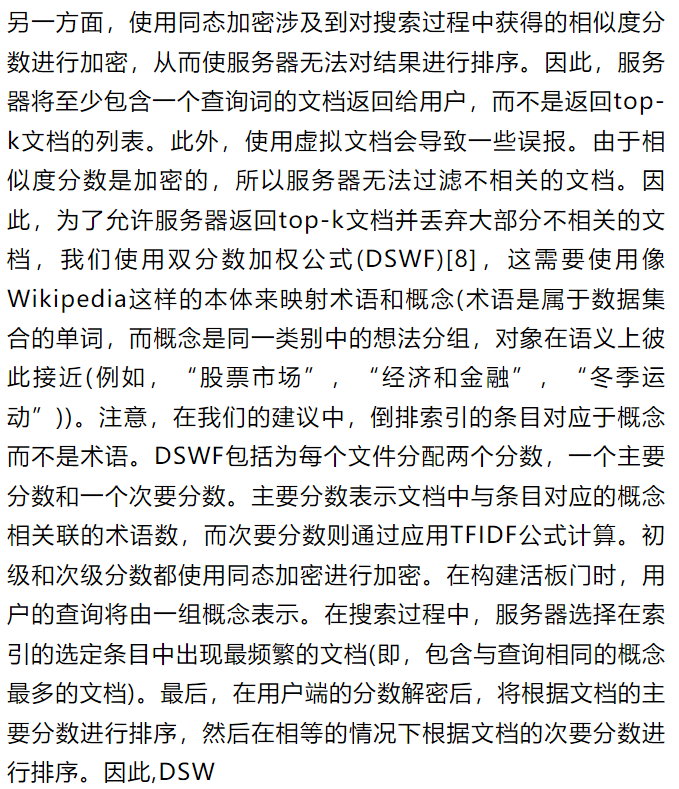 另一方面，使用同态加密涉及到对搜索过程中获得的相似度分
数进行加密，从而使服务器无法对结果进行排序。因此，服务
器将至少包含一个查询词的文档返回给用户，而不是返回top-
k文档的列表。此外，使用虚拟文档会导致一些误报。由于相
似度分数是加密的，所以服务器无法过滤不相关的文档。因
此，为了允许服务器返回top-k文档并丢弃大部分不相关的文
档，我们使用双分数加权公式(DSWF)[8]，这需要使用像
Wikipedia这样的本体来映射术语和概念(术语是属于数据集
合的单词，而概念是同一类别中的想法分组，对象在语义上彼
此接近(例如，“股票市场”，“经济和金融”，“冬季运
动”))。注意，在我们的建议中，倒排索引的条目对应于概念
而不是术语。DSWF包括为每个文件分配两个分数，一个主要
分数和一个次要分数。主要分数表示文档中与条目对应的概念
相关联的术语数，而次要分数则通过应用TFIDF公式计算。初
级和次级分数都使用同态加密进行加密。在构建活板门时，用
户的查询将由一组概念表示。在搜索过程中，服务器选择在索
引的选定条目中出现最频繁的文档(即，包含与查询相同的概念
最多的文档)。最后，在用户端的分数解密后，将根据文档的主
要分数进行排序，然后在相等的情况下根据文档的次要分数进
行排序。因此,DSW